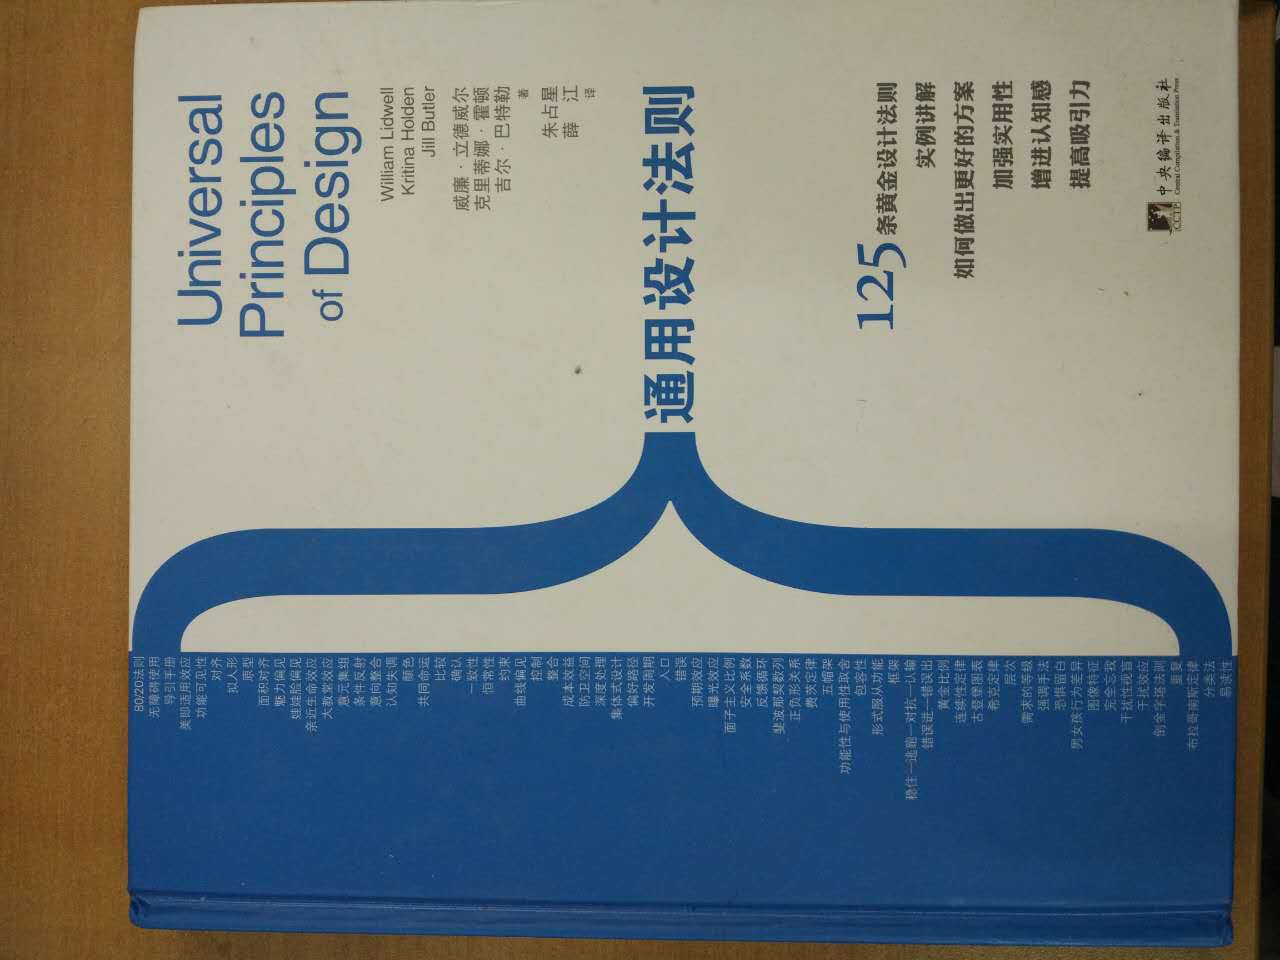 Universal
Principles
of Design
William Lidwell
Kritina Holden
Jill Butler
威廉·立德威尔
克里蒂娜·霍顿
吉尔·巴特勒
著
朱占星
薛 江
译
通用设计法则
125条黄金设计法则
实例讲解
如何做出更好的方案
加强实用性
增进认知感
提高吸引力
CCTP
中央编译出版社
Central Compilation & Translation Press
80/20法则
无障碍使用
导引手册
美即适用效应
功能可见性
对齐
拟人形
原型
面积对齐
魅力偏见
娃娃脸偏见
亲近生命效应
大教堂效应
意元集组
条件反射
意向整合
认知失调
颜色
共同命运
比较
确认
一致性
恒常性
约束
曲线偏见
控制
整合
成本效益
防卫空间
深度处理
集体式设计
偏好路径
开发周期
入口
错误
预期效应
曝光效应
面子主义比例
安全系数
反馈循环
斐波那契数列
正负形关系
费茨定律
五帽架
功能性与使用性取舍
包容性
形式服从功能
框架
稳住—逃跑—对抗—认输
错误进—错误出
黄金比例
连续性定律
古登堡图表
希克定律
层次
需求的等级
强调手法
恐惧留白
男女孩行为差异
图像特征
完全忘我
干扰性视盲
干扰效应
倒金字塔法则
重复
布拉哥南斯定律
分类法
易读性